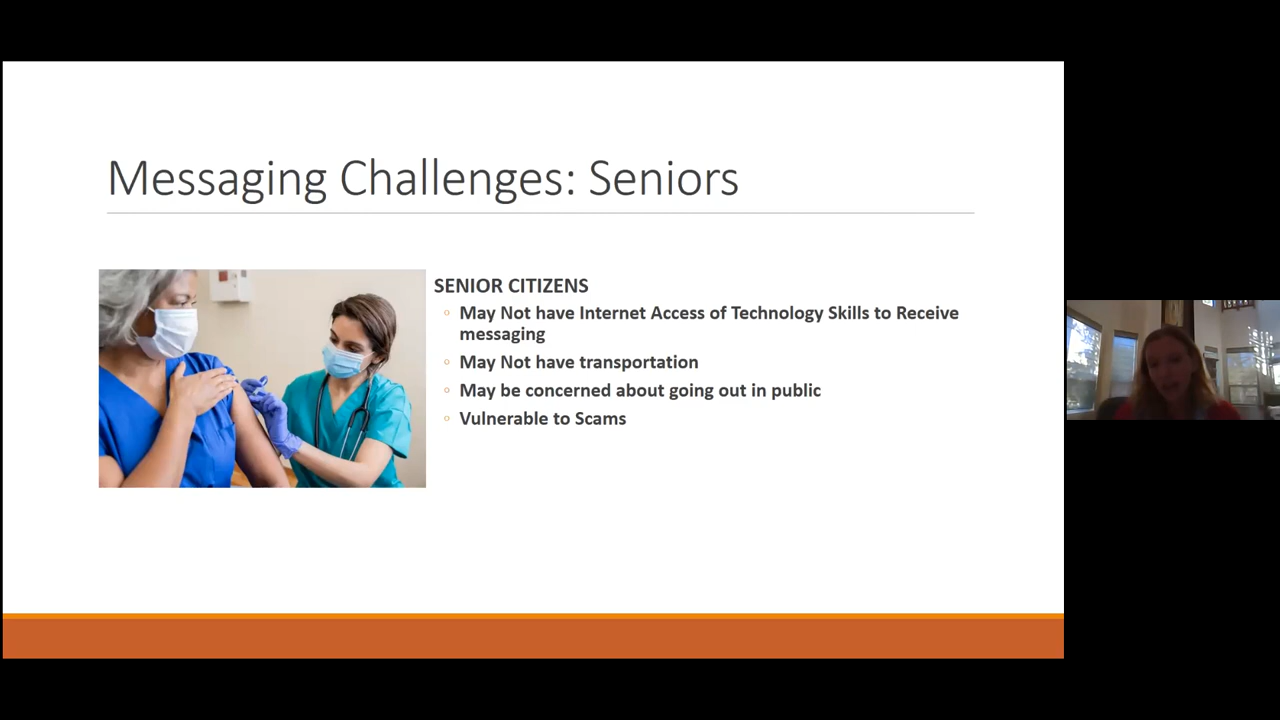 Messaging Challenges: Seniors
SENIOR CITIZENS
May Not have Internet Access of Technology Skills to Receive
messaging
May Not have transportation
May be concerned about going out in public
Vulnerable to Scams